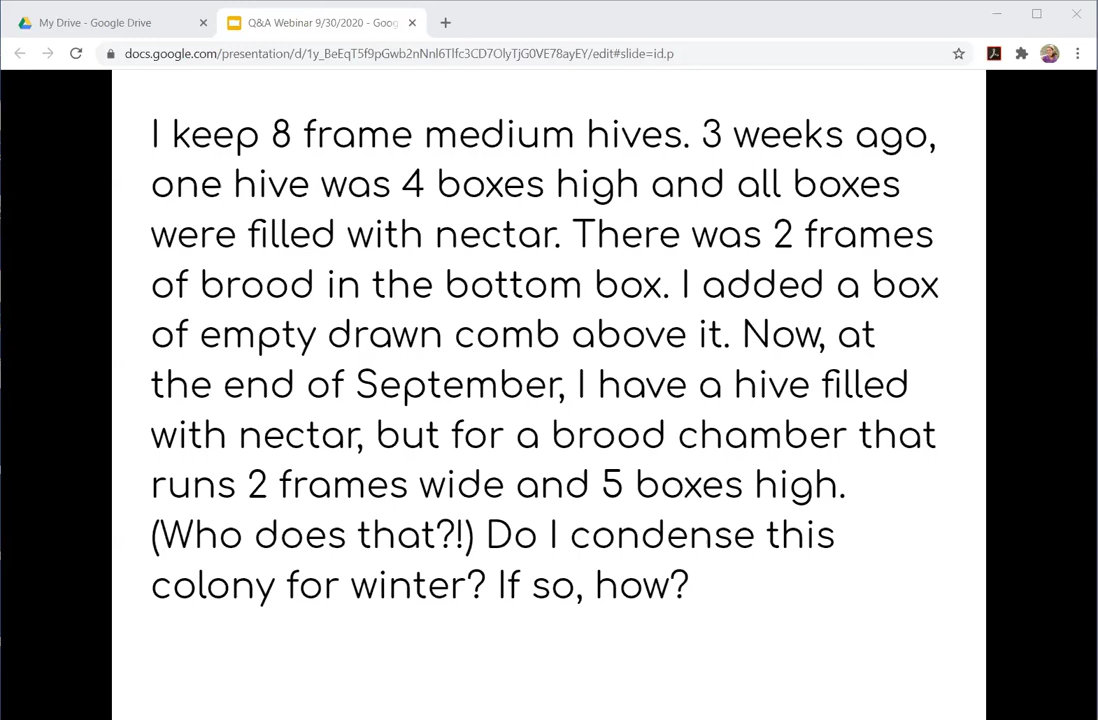 My Drive - Google Drive
Q&A Webinar 9/30/2020 - Goog
docs.google.com/presentation/d/1y_BeEqT5f9pGwb2nNnl6Tlfc3CD7OlyTjG0VE78ayEY/edit#slide=id.p
I keep 8 frame medium hives. 3 weeks ago,
one hive was 4 boxes high and all boxes
were filled with nectar. There was 2 frames
of brood in the bottom box. I added a box
of empty drawn comb above it. Now, at
the end of September, I have a hive filled
with nectar, but for a brood chamber that
runs 2 frames wide and 5 boxes high.
(Who does that?!) Do I condense this
colony for winter? If so, how?